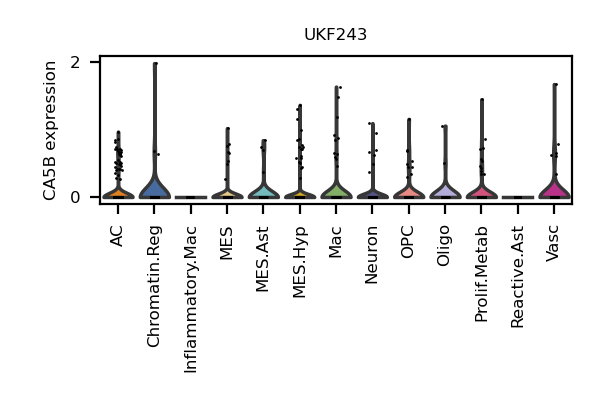 UKF243
CA5B expression
2
0
AC
Chromatin.Reg
Inflammatory.Mac
MES
MES.Ast
MES.Hyp
Mac
Neuron
OPC
Oligo
Prolif.Metab
Reactive.Ast
Vasc